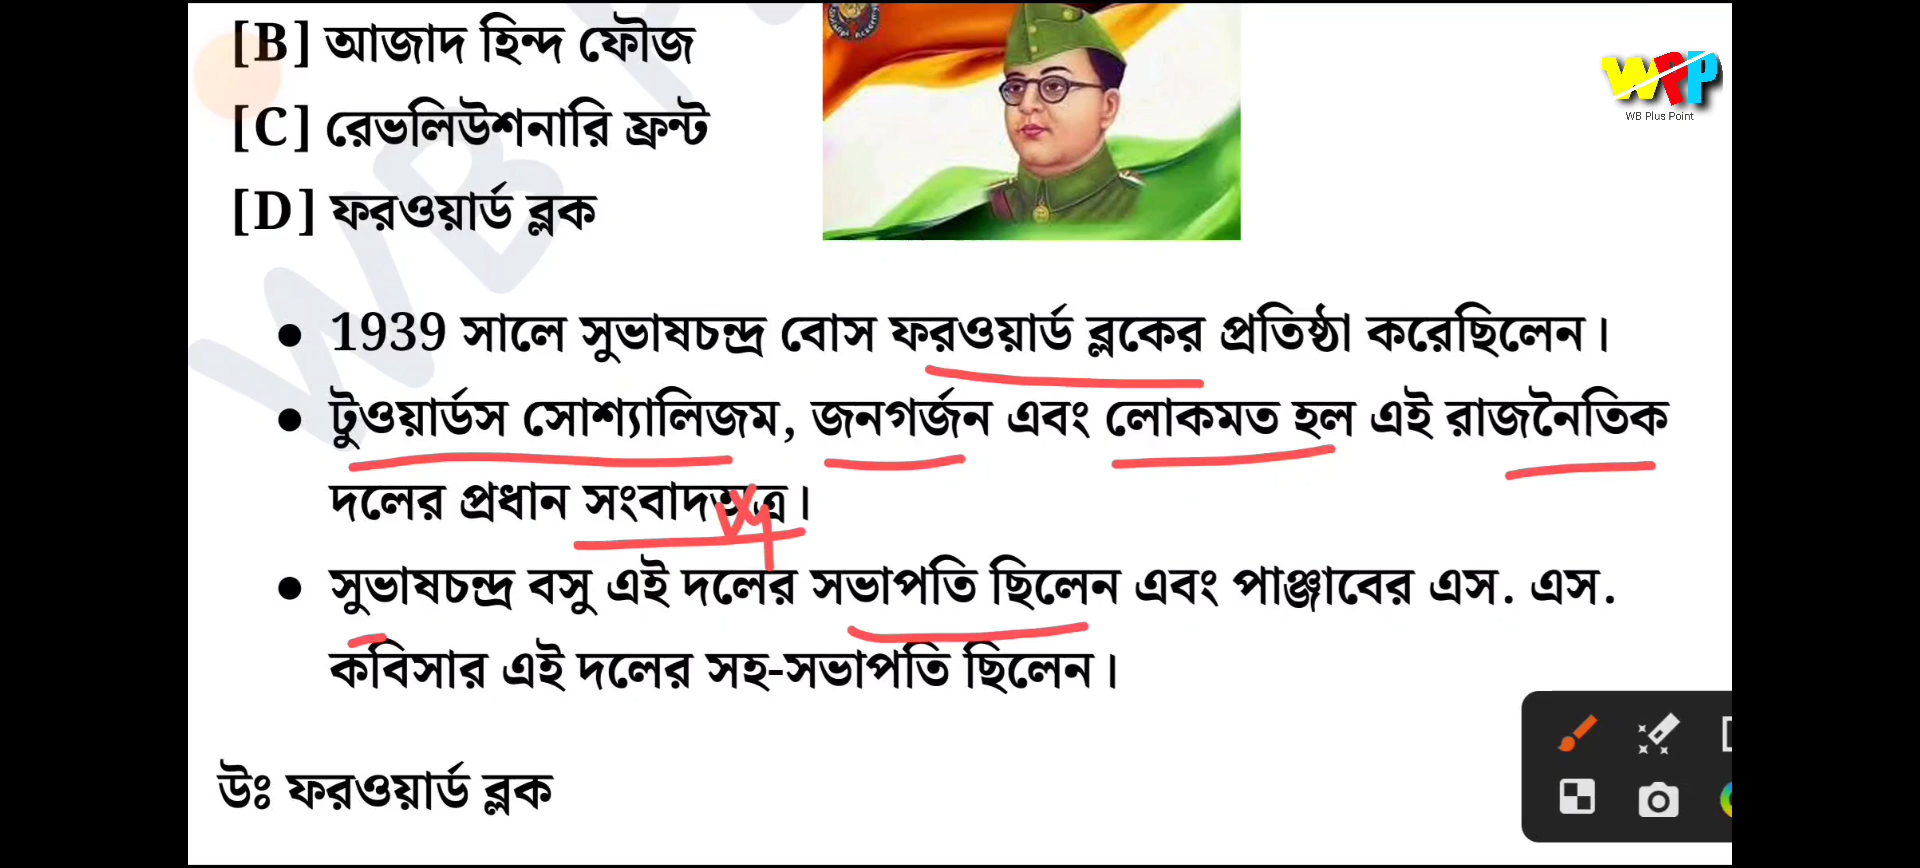 [B] আজাদ হিন্দ ফৌজ
[C] রেভলিউশনারি ফ্রন্ট
[D] ফরওয়ার্ড ব্লক
WRP
WB Plus Point
● 1939 সালে সুভাষচন্দ্র বোস ফরওয়ার্ড ব্লকের প্রতিষ্ঠা করেছিলেন।
● টুওয়ার্ডস সোশ্যালিজম, জনগর্জন এবং লোকমত হল এই রাজনৈতিক
দলের প্রধান
● সুভাষচন্দ্র বসু এই দলের সভাপতি ছিলেন এবং পাঞ্জাবের এস. এস.
কবিসার এই দলের সহ-সভাপতি ছিলেন।
উঃ ফরওয়ার্ড ব্লক